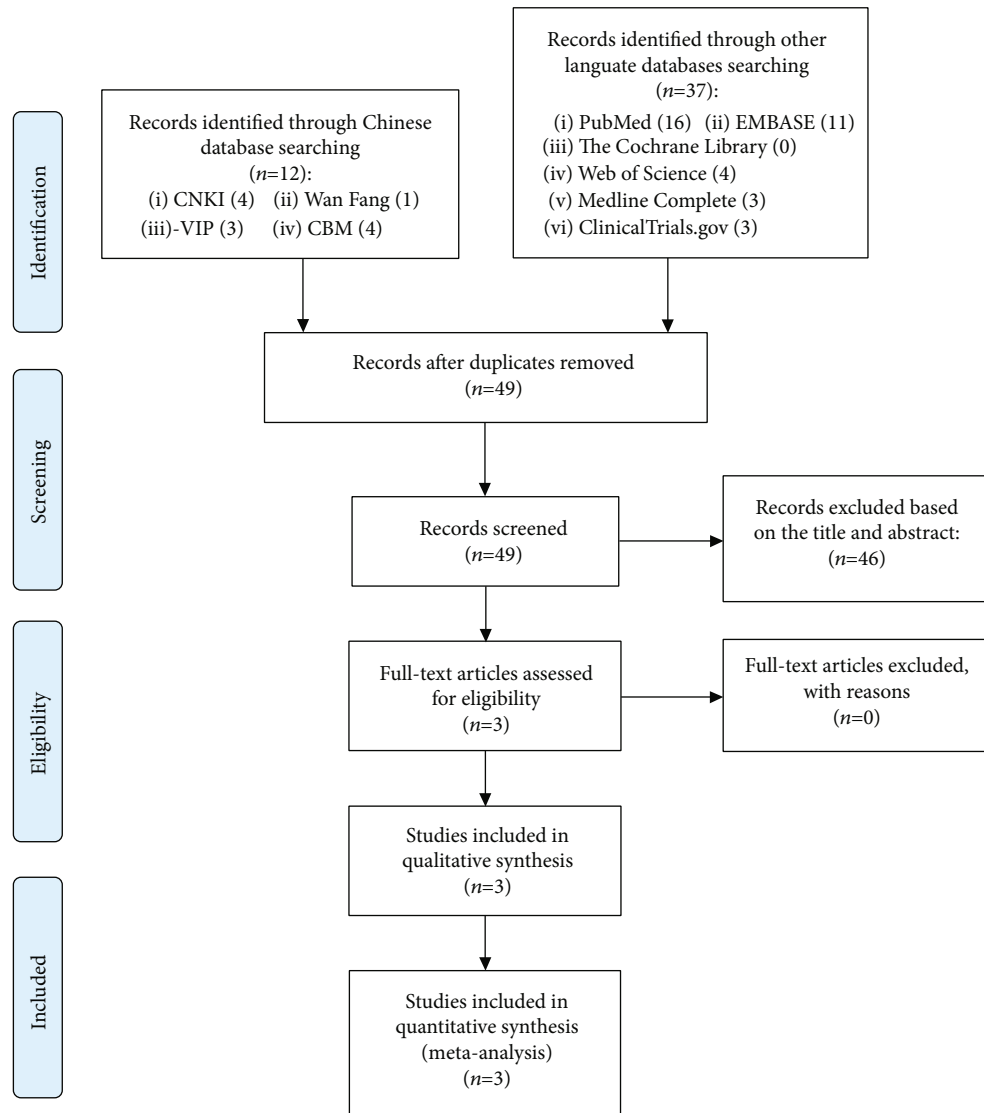 Identification
Records identified through Chinese
database searching
(n=12):
(i) CNKI (4) (ii) Wan Fang (1)
(iii)-VIP (3) (iv) CBM (4)
Records identified through other
languate databases searching
(n=37):
(i) PubMed (16) (ii) EMBASE (11)
(iii) The Cochrane Library (0)
(iv) Web of Science (4)
(v) Medline Complete (3)
(vi) ClinicalTrials.gov (3)
Screening
Records after duplicates removed
(n=49)
Records screened
(n=49)
Records excluded based
on the title and abstract:
(n=46)
Eligibility
Full-text articles assessed
for eligibility
(n=3)
Full-text articles excluded,
with reasons
(n=0)
Studies included in
qualitative synthesis
(n=3)
Included
Studies included in
quantitative synthesis
(meta-analysis)
(n=3)